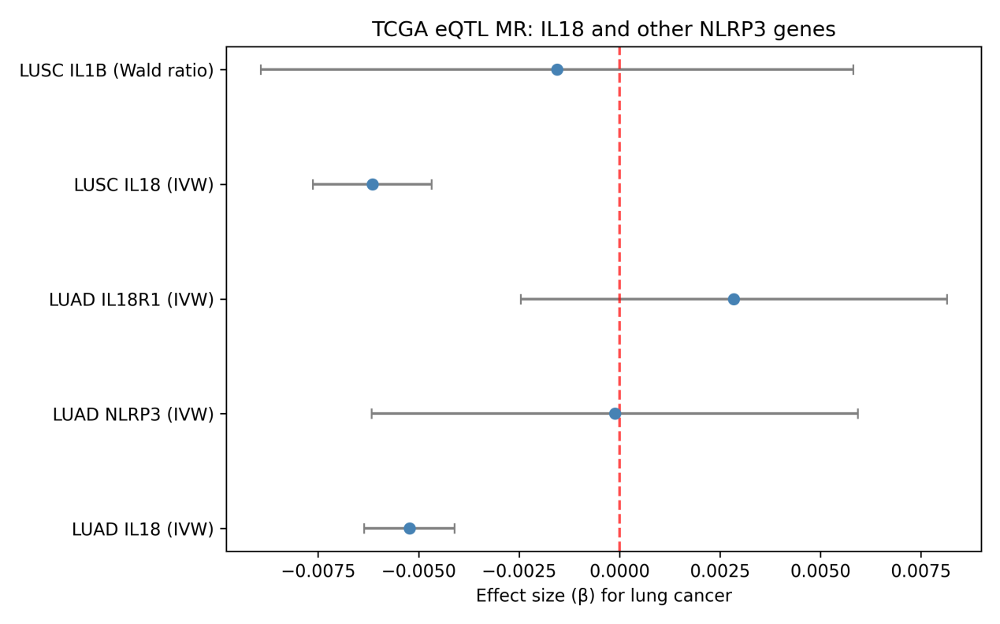 TCGA eQTL MR: IL18 and other NLRP3 genes
LUSC IL1B (Wald ratio)
LUSC IL18 (IVW)
LUAD IL18R1 (IVW)
LUAD NLRP3 (IVW)
LUAD IL18 (IVW)
−0.0075 −0.0050 −0.0025 0.0000 0.0025 0.0050 0.0075
Effect size (β) for lung cancer